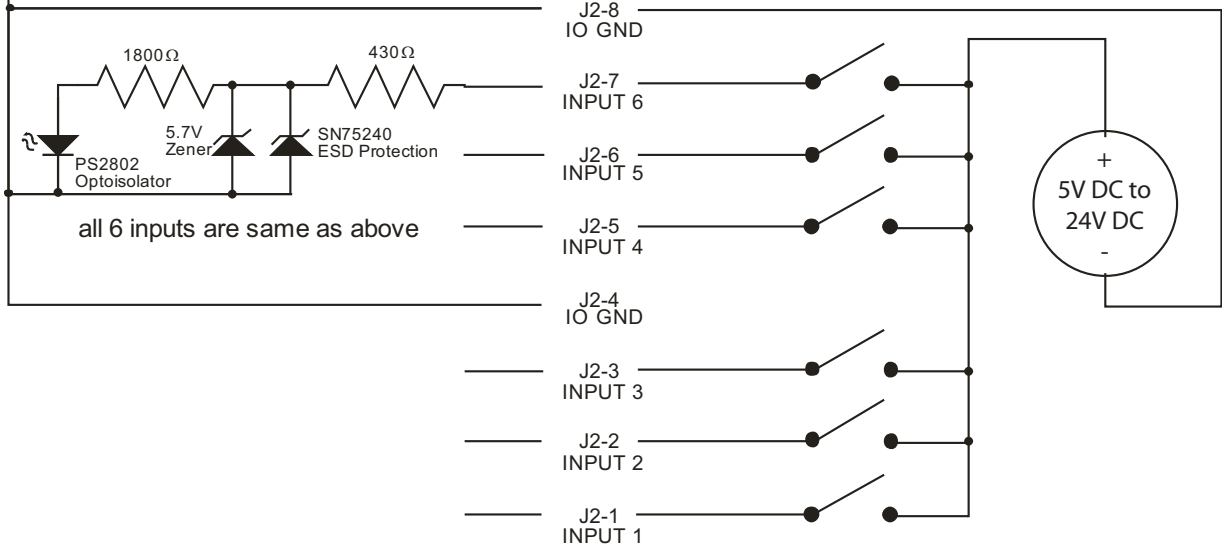 J2-8
IO GND
1800Ω
430Ω
J2-7
INPUT 6
5.7V
Zener
SN75240
ESD Protection
PS2802
Optoisolator
J2-6
INPUT 5
+
5V DC to
24V DC
-
all 6 inputs are same as above
J2-5
INPUT 4
J2-4
IO GND
J2-3
INPUT 3
J2-2
INPUT 2
J2-1
INPUT 1